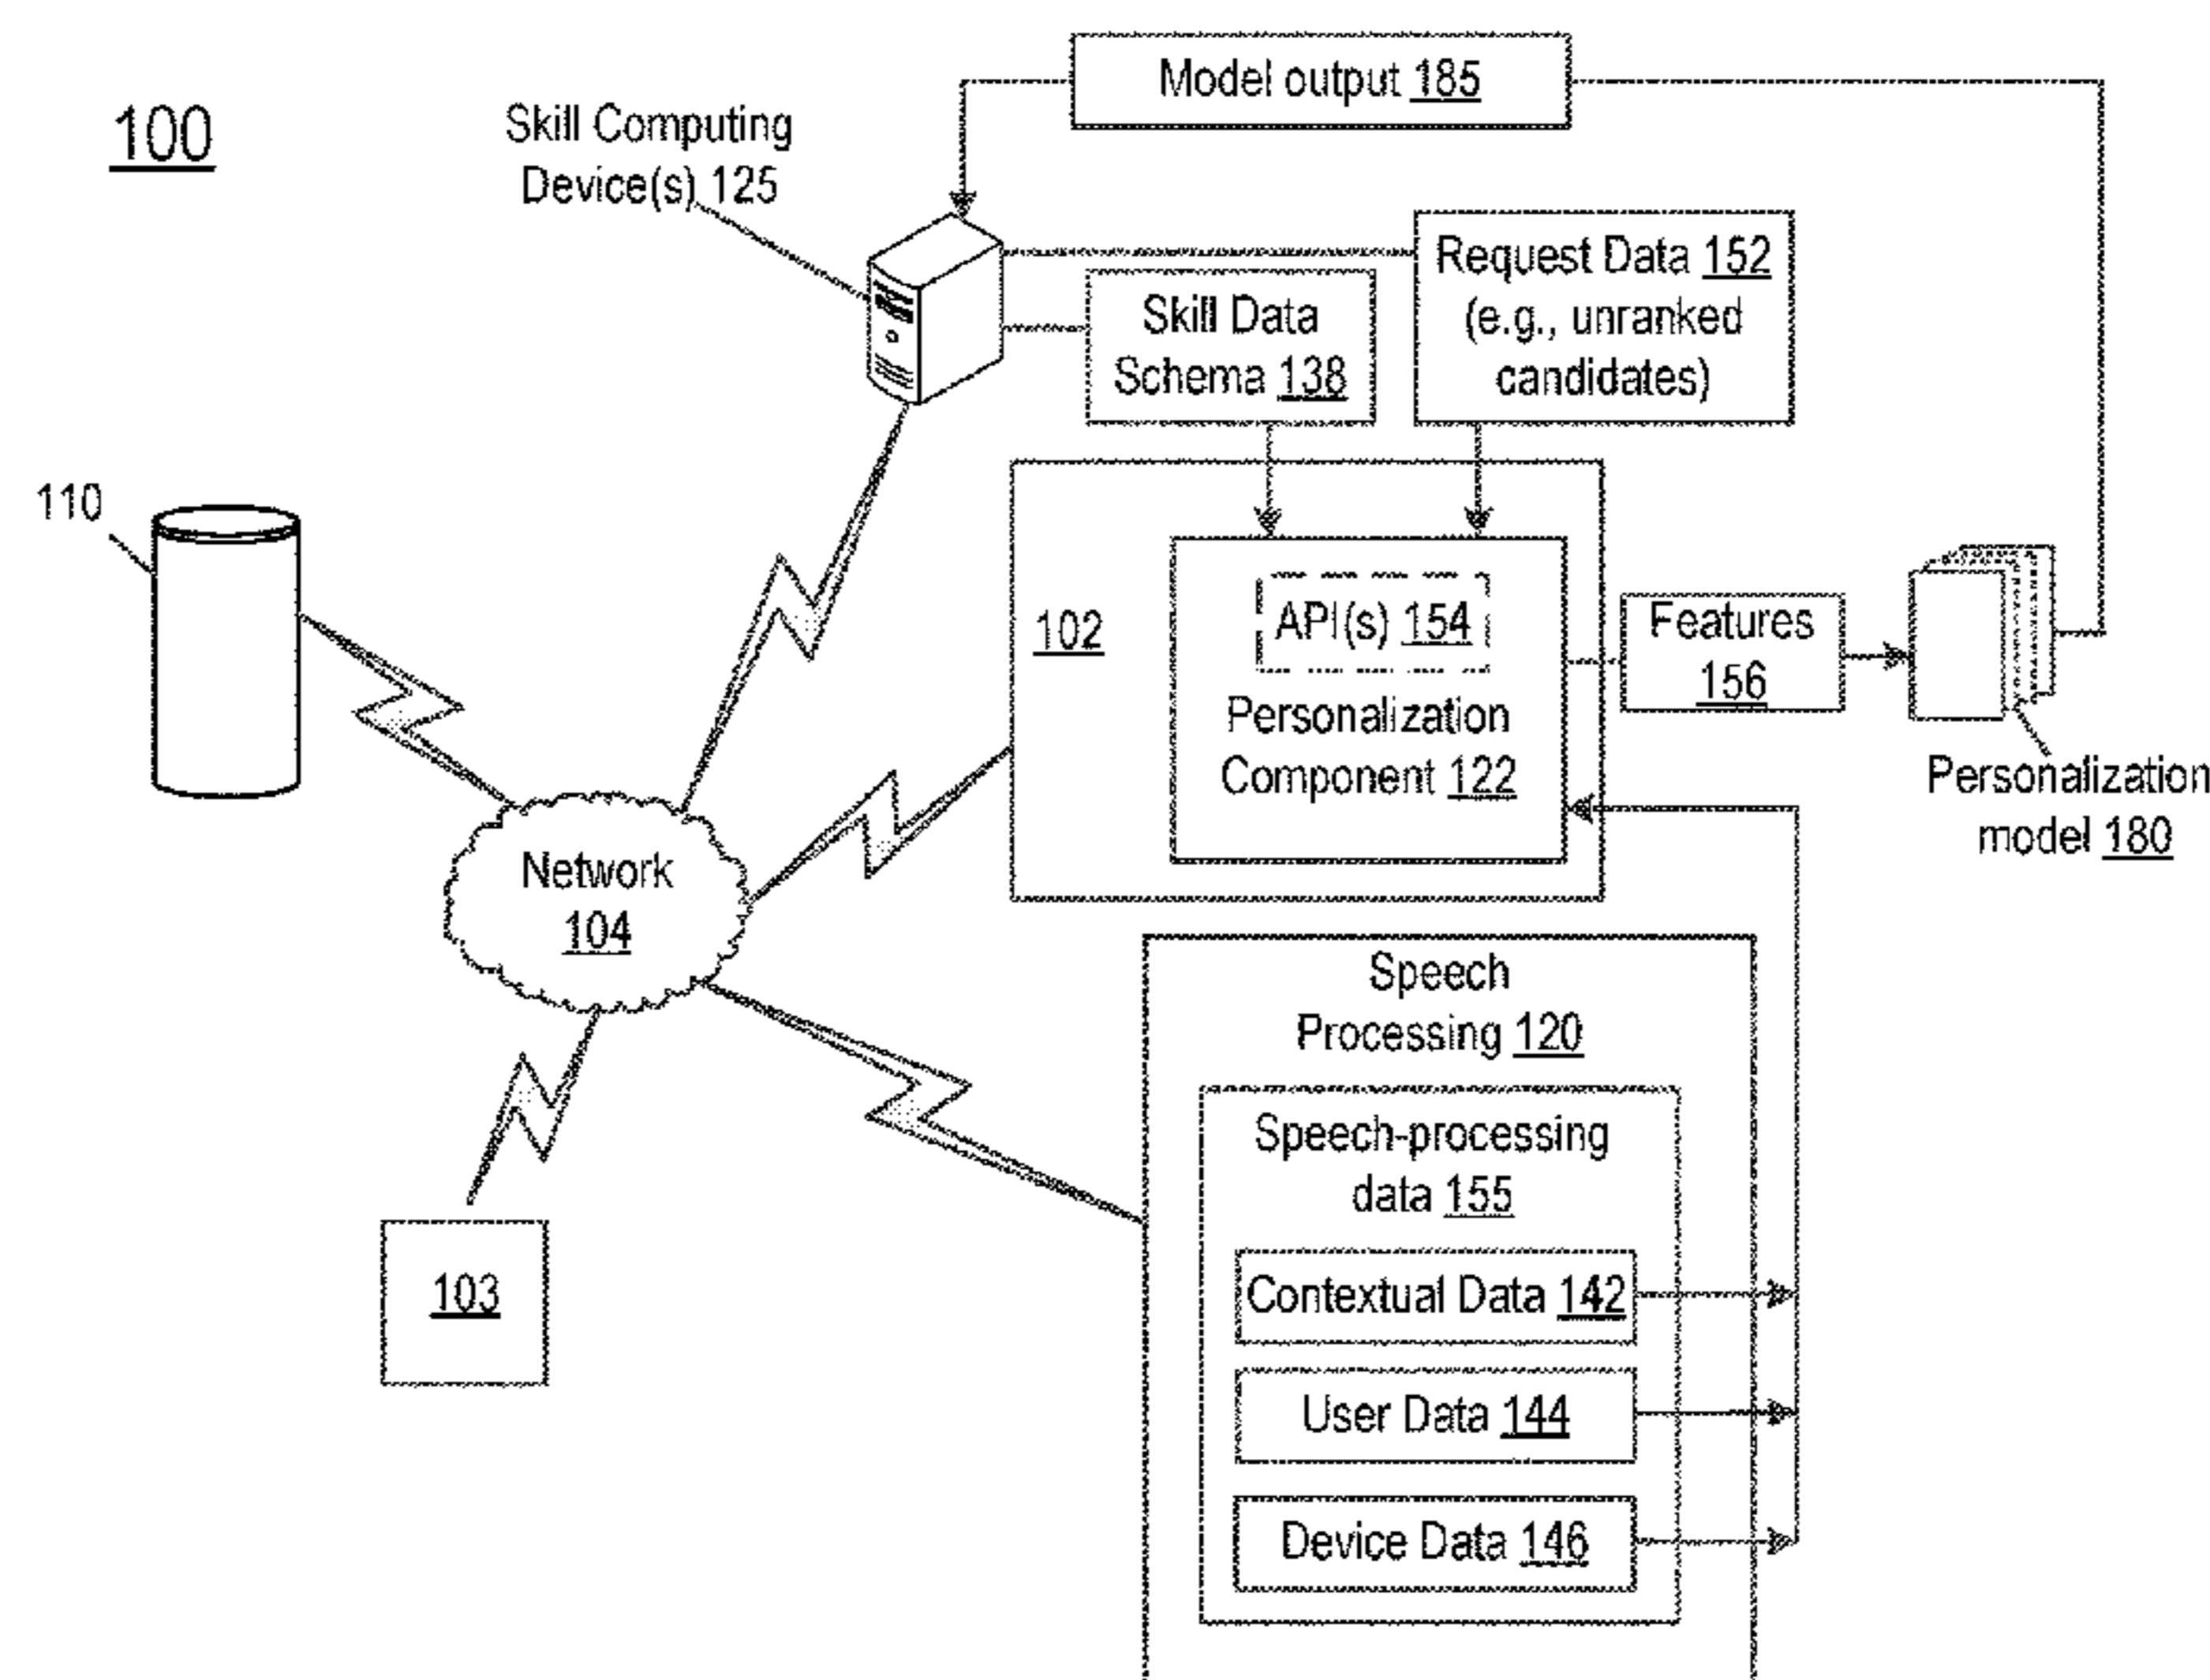 100
Model output 185
Skill Computing
Device(s) 125
Request Data 152
(e.g., unranked
candidates)
Skill Data
Schema 138
110
102
API(s) 154
Personalization
Component 122
Features
156
Personalization
model 180
Network
104
Speech
Processing 120
Speech-processing
data 155
Contextual Data 142
User Data 144
Device Data 146
103